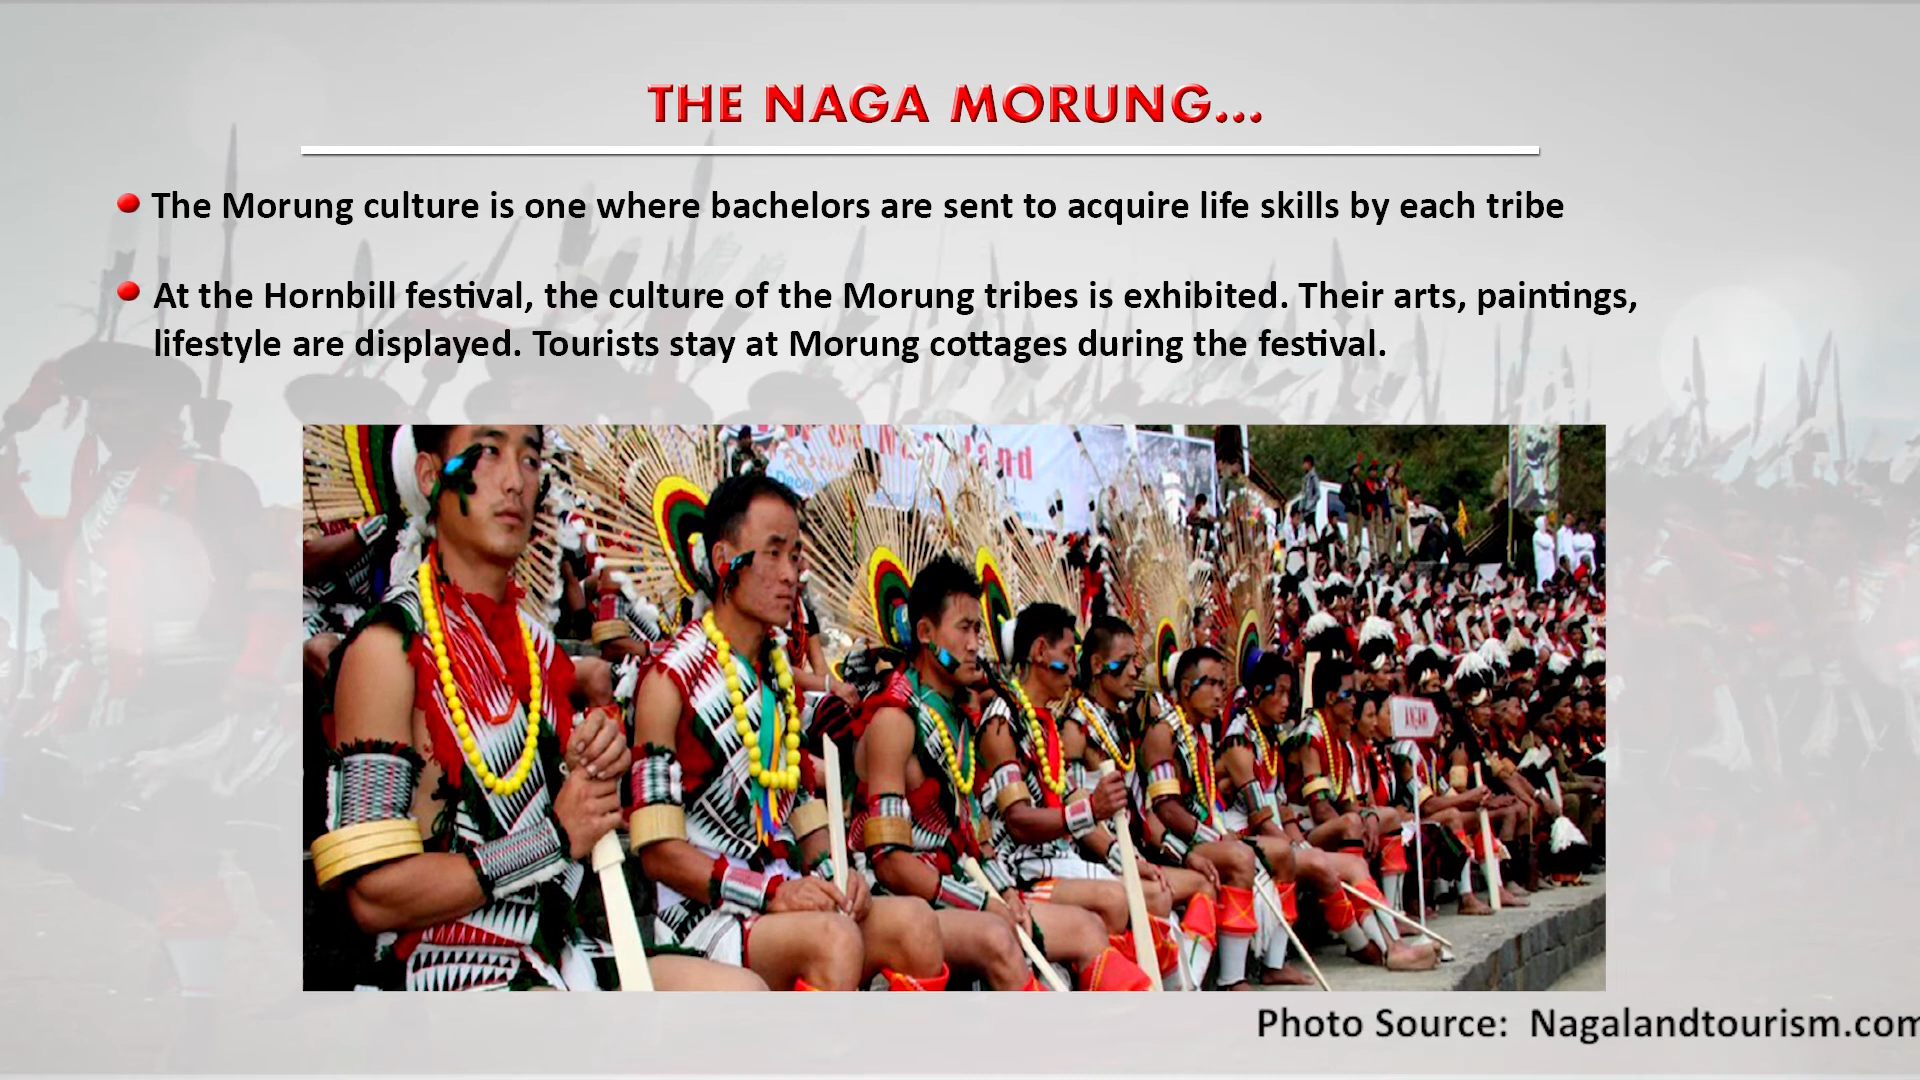 THE NAGA MORUNG...
The Morung culture is one where bachelors are sent to acquire life skills by each tribe
At the Hornbill festival, the culture of the Morung tribes is exhibited. Their arts, paintings,
lifestyle are displayed. Tourists stay at Morung cottages during the festival.
ANGAMI
Photo Source: Nagalandtourism.com